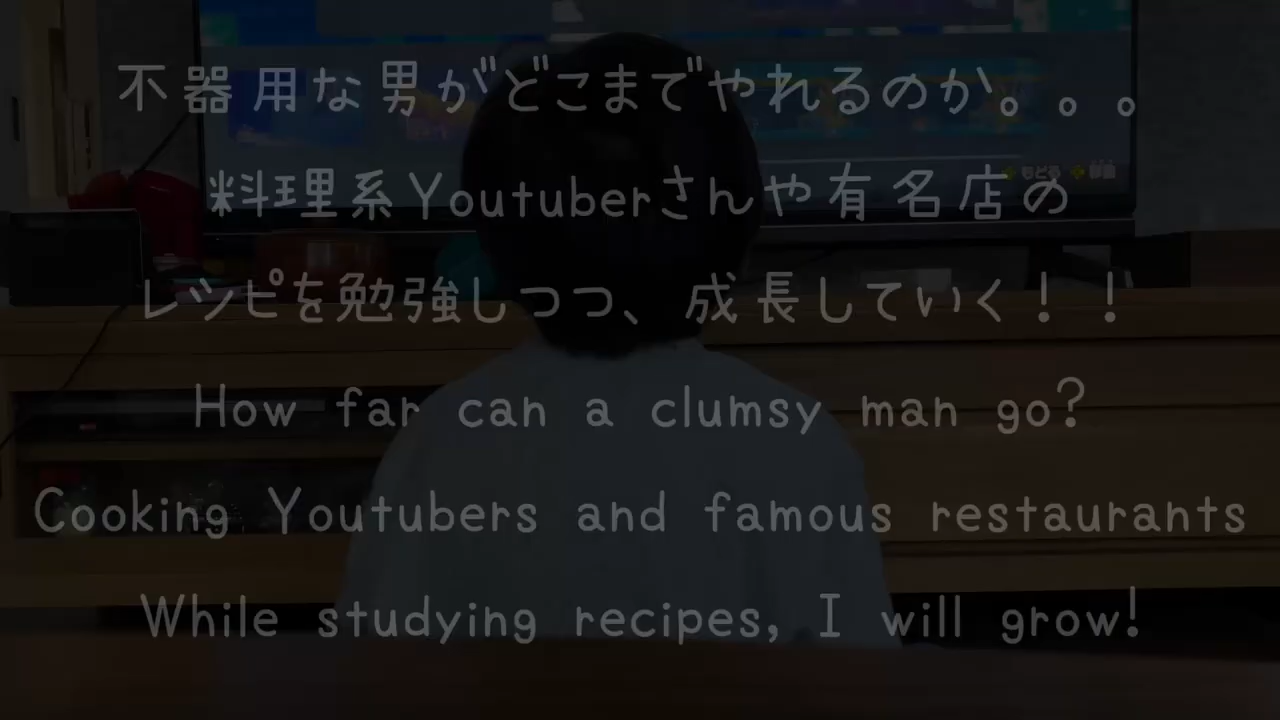 不器用な男がどこまでやれるのか。。。
料理系Youtuberさんや有名店の
レシピを勉強しつつ、成長していく！！
How far can a clumsy man go?
Cooking Youtubers and famous restaurants
While studying recipes, I will grow!
もどる